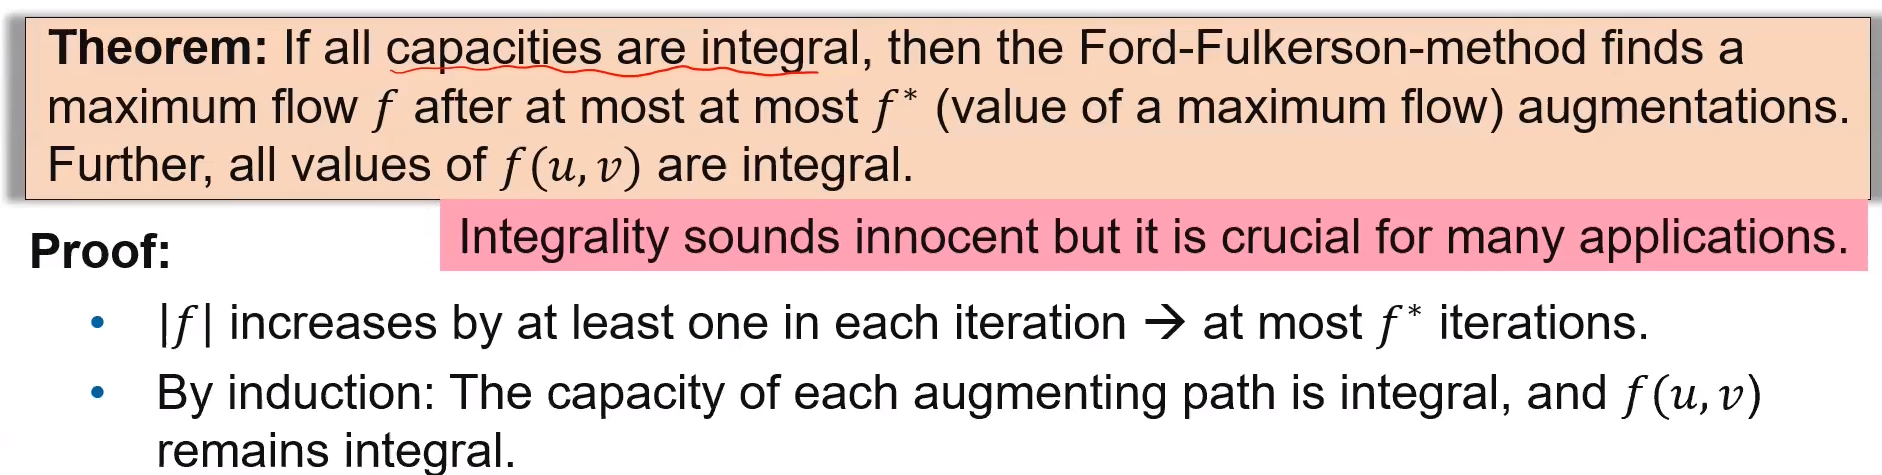 Theorem: If all capacities are integral, then the Ford-Fulkerson-method finds a
maximum flow f after at most at most f* (value of a maximum flow) augmentations.
Further, all values of f(u, v) are integral.
Integrality sounds innocent but it is crucial for many applications.
Proof:
• |f| increases by at least one in each iteration → at most f* iterations.
• By induction: The capacity of each augmenting path is integral, and f(u, v)
remains integral.